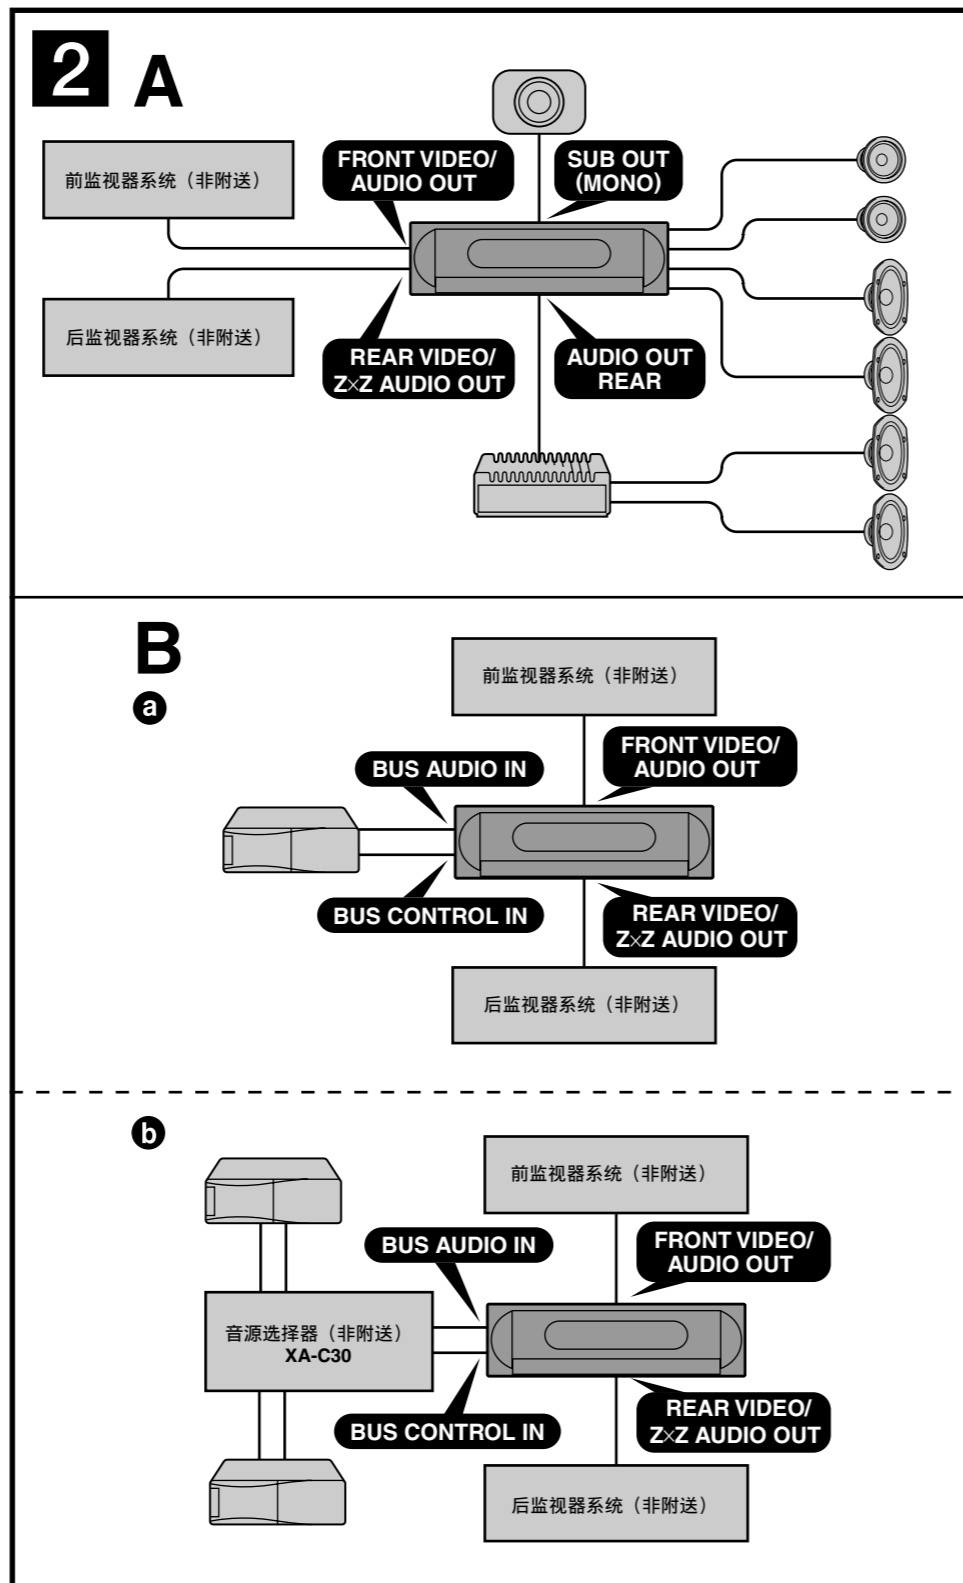 2 A
FRONT VIDEO/
AUDIO OUT
SUB OUT
(MONO)
前监视器系统（非附送）
后监视器系统（非附送）
REAR VIDEO/
Z×Z AUDIO OUT
AUDIO OUT
REAR
B
a
前监视器系统（非附送）
FRONT VIDEO/
AUDIO OUT
BUS AUDIO IN
BUS CONTROL IN
REAR VIDEO/
Z×Z AUDIO OUT
后监视器系统（非附送）
b
前监视器系统（非附送）
BUS AUDIO IN
FRONT VIDEO/
AUDIO OUT
音源选择器（非附送）
XA-C30
BUS CONTROL IN
REAR VIDEO/
Z×Z AUDIO OUT
后监视器系统（非附送）